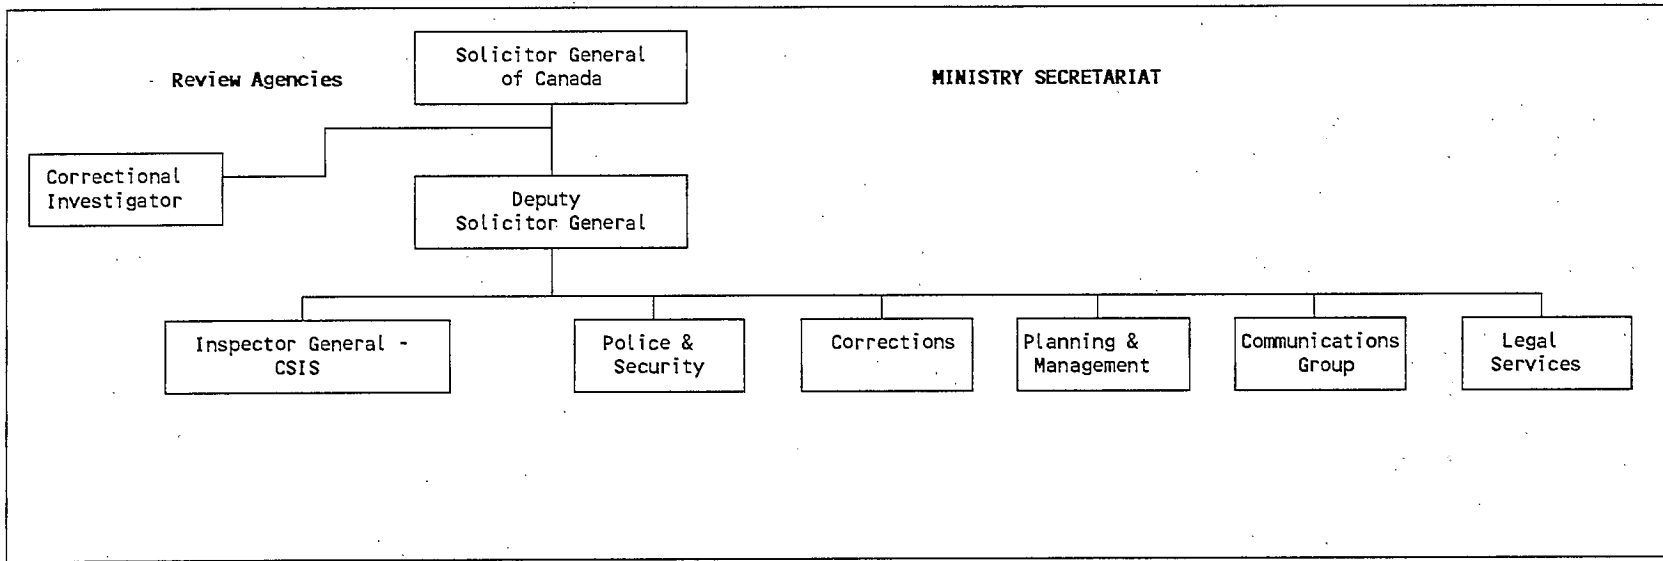 Review Agencies
Solicitor General
of Canada
MINISTRY SECRETARIAT
Correctional
Investigator
Deputy
Solicitor General
Inspector General -
CSIS
Police &
Security
Corrections
Planning &
Management
Communications
Group
Legal
Services